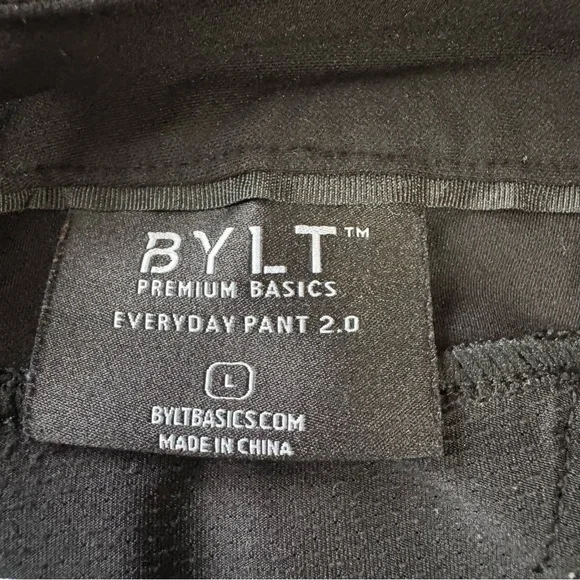 BYLT™
PREMIUM BASICS
EVERYDAY PANT 2.0
L
BYLTBASICS.COM
MADE IN CHINA